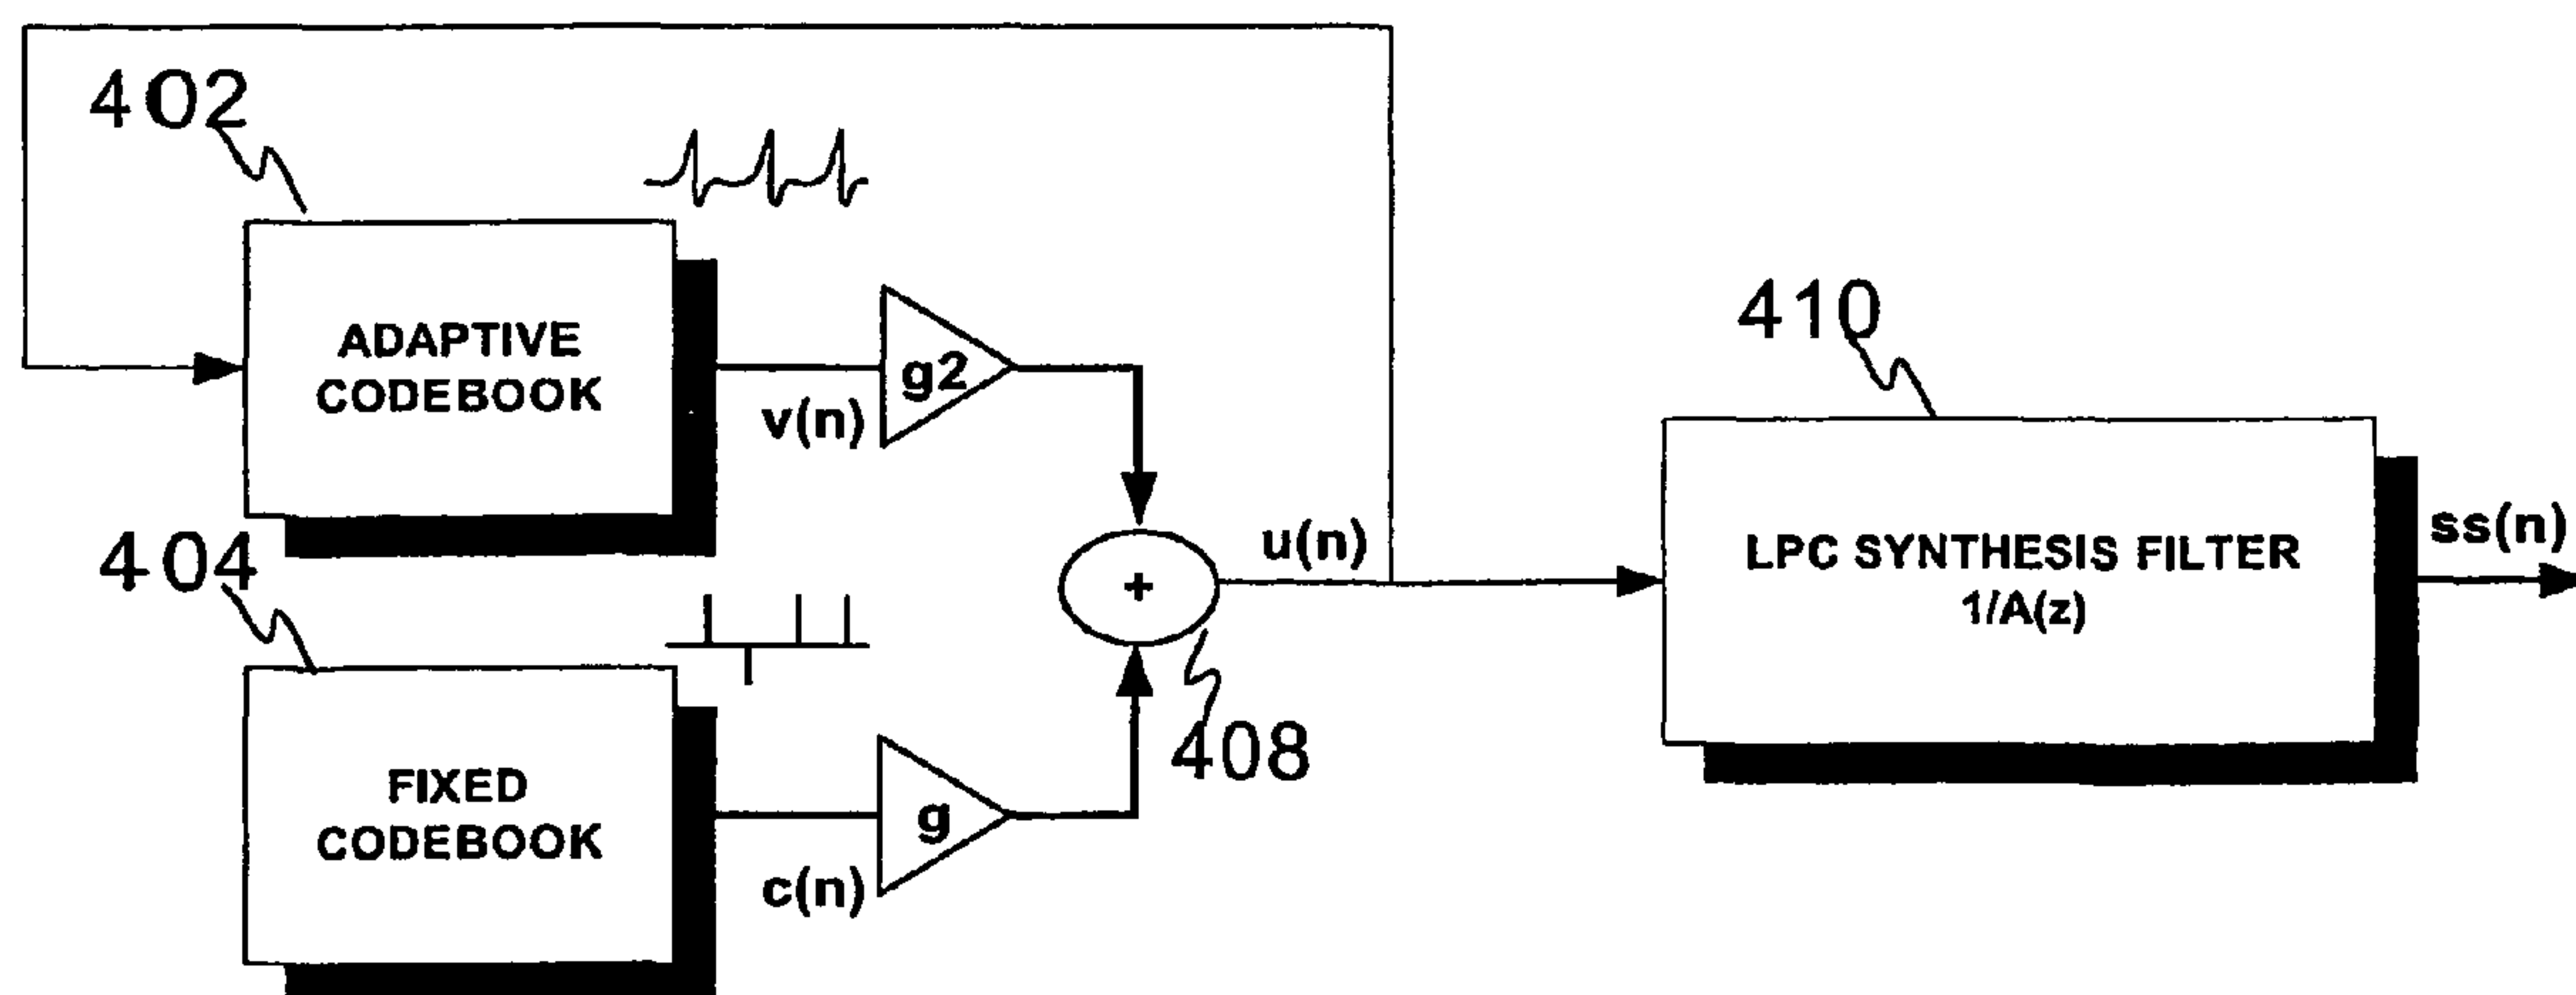 402
ADAPTIVE
CODEBOOK
v(n)
g2
404
FIXED
CODEBOOK
c(n)
g
+
408
u(n)
410
LPC SYNTHESIS FILTER
1/A(z)
ss(n)